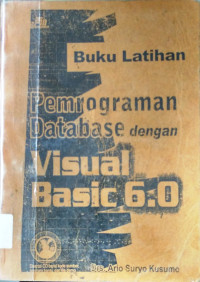 Buku Latihan
Pemrograman
Database dengan
Visual
Basic 6.0
Drs. Ario Suryo Kusumo